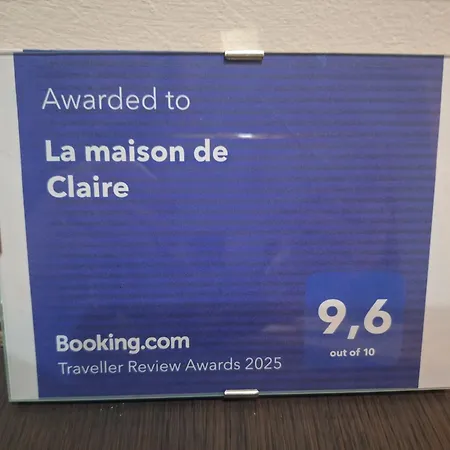 Awarded to
La maison de
Claire
9,6
out of 10
Booking.com
Traveller Review Awards 2025